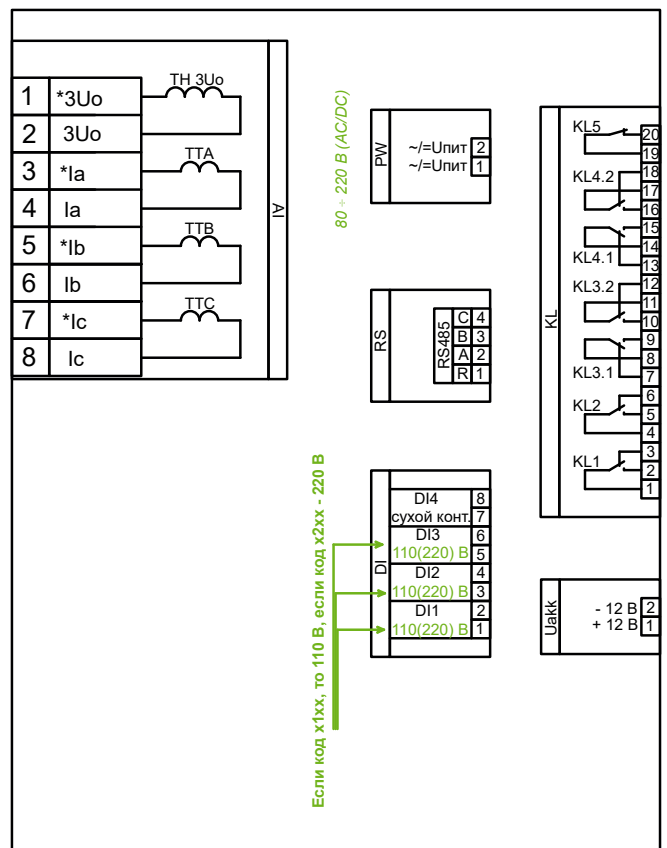 AI
1 *3Uo
2 3Uo
3 *Ia
4 Ia
5 *Ib
6 Ib
7 *Ic
8 Ic
ТН 3Uo
ТТА
ТТВ
ТТС
80 ÷ 220 В (AC/DC)
PW
~/=Uпит 2
~/=Uпит 1
RS
RS485
C 4
B 3
A 2
R 1
Если код х1хх, то 110 В, если код х2хх - 220 В
DI
DI4 8
сухой конт. 7
DI3 6
110(220) В 5
DI2 4
110(220) В 3
DI1 2
110(220) В 1
KL
KL5
KL4.2
KL4.1
KL3.2
KL3.1
KL2
KL1
20
19
18
17
16
15
14
13
12
11
10
9
8
7
6
5
4
3
2
1
Uakk
- 12 В 2
+ 12 В 1